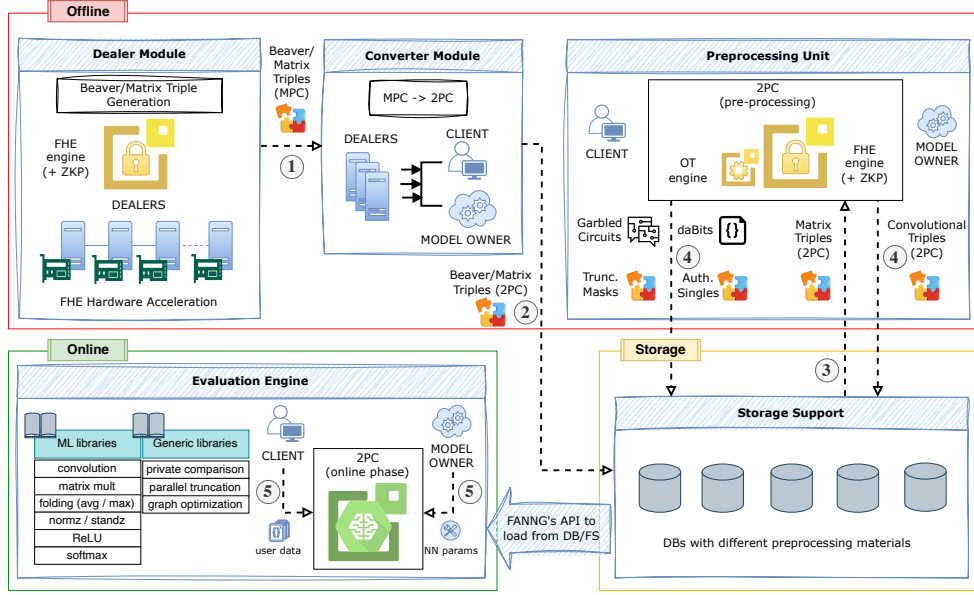 Offline
Dealer Module
Beaver/Matrix Triple
Generation
FHE
engine
(+ ZKP)
DEALERS
FHE Hardware Acceleration
Beaver/
Matrix
Triples
(MPC)
1
Converter Module
MPC -> 2PC
DEALERS
CLIENT
MODEL OWNER
Beaver/Matrix
Triples (2PC)
2
Preprocessing Unit
2PC
(pre-processing)
CLIENT
OT
engine
FHE
engine
(+ ZKP)
MODEL
OWNER
Garbled
Circuits
daBits
4
Trunc.
Masks
Auth.
Singles
Matrix
Triples
(2PC)
Convolutional
Triples
(2PC)
4
3
Online
Evaluation Engine
ML libraries
convolution
matrix mult
folding (avg / max)
normz / standz
ReLU
softmax
Generic libraries
private comparison
parallel truncation
graph optimization
CLIENT
5
user data
2PC
(online phase)
MODEL
OWNER
5
NN params
FANNG's API to
load from DB/FS
Storage
Storage Support
DBs with different preprocessing materials